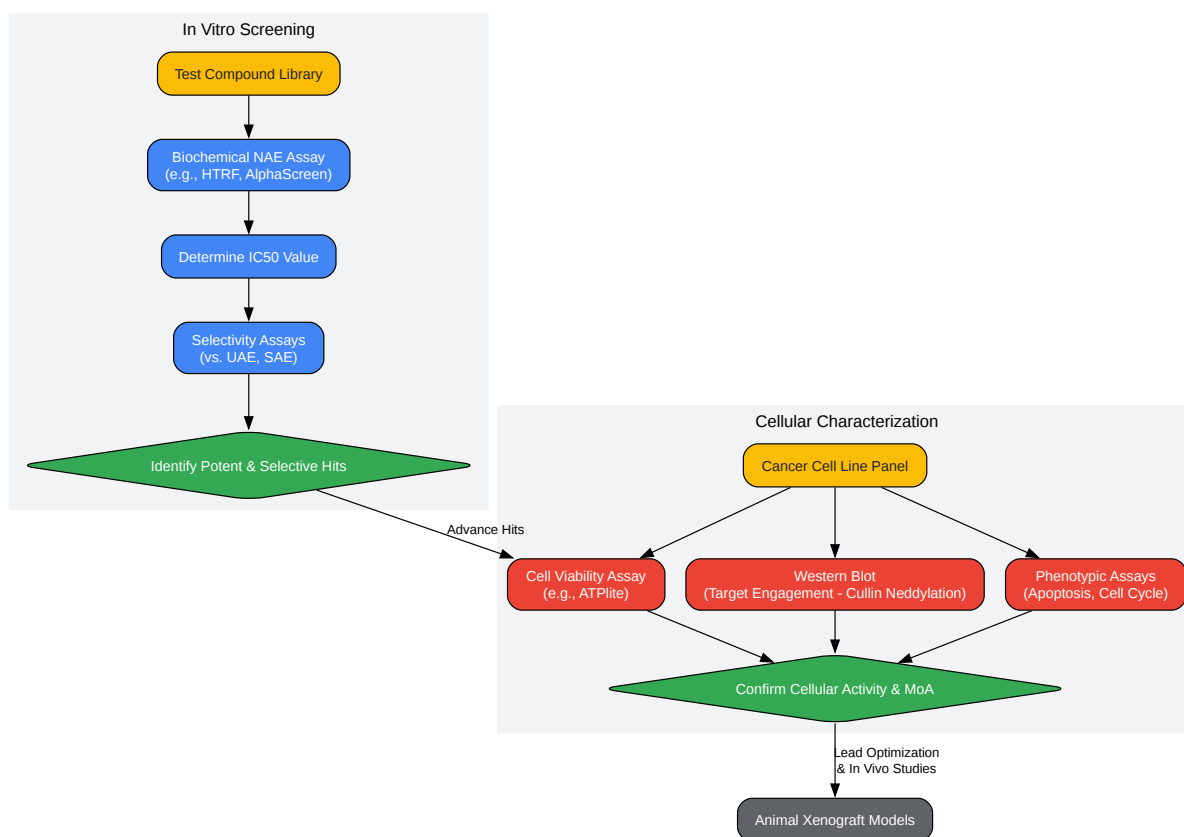 In Vitro Screening
Test Compound Library
Biochemical NAE Assay
(e.g., HTRF, AlphaScreen)
Determine IC50 Value
Selectivity Assays
(vs. UAE, SAE)
Identify Potent & Selective Hits
Advance Hits
Cellular Characterization
Cancer Cell Line Panel
Cell Viability Assay
(e.g., ATPlite)
Western Blot
(Target Engagement - Cullin Neddylation)
Phenotypic Assays
(Apoptosis, Cell Cycle)
Confirm Cellular Activity & MoA
Lead Optimization
& In Vivo Studies
Animal Xenograft Models